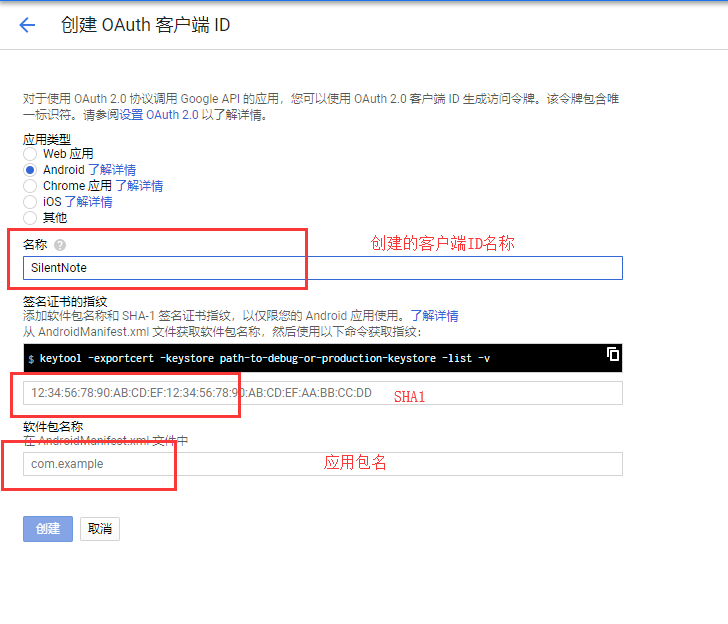 创建 OAuth 客户端 ID
对于使用 OAuth 2.0 协议调用 Google API 的应用，您可以使用 OAuth 2.0 客户端 ID 生成访问令牌。该令牌包含唯
一标识符。请参阅设置 OAuth 2.0 以了解详情。
应用类型
Web 应用
Android 了解详情
Chrome 应用 了解详情
iOS 了解详情
其他
名称
创建的客户端ID名称
SilentNote
签名证书的指纹
添加软件包名称和 SHA-1 签名证书指纹，以仅限您的 Android 应用使用。了解详情
从 AndroidManifest.xml 文件获取软件包名称，然后使用以下命令获取指纹：
$ keytool -exportcert -keystore path-to-debug-or-production-keystore -list -v
12:34:56:78:90:AB:CD:EF:12:34:56:78:90:AB:CD:EF:AA:BB:CC:DD
SHA1
软件包名称
在 AndroidManifest.xml 文件中
com.example
应用包名
创建 取消